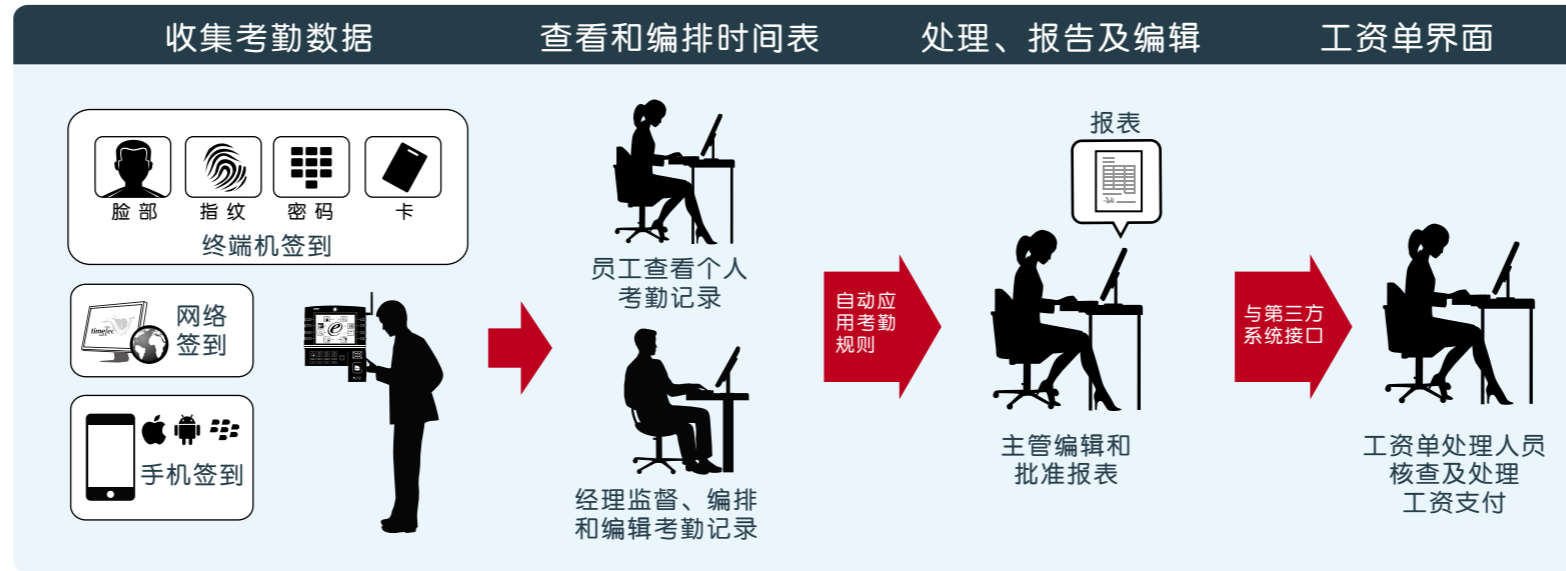 收集考勤数据
查看和编排时间表
处理、报告及编辑
工资单界面
脸部
指纹
密码
卡
终端机签到
网络
签到
timeTec
手机签到
员工查看个人
考勤记录
经理监督、编排
和编辑考勤记录
自动应
用考勤
规则
报表
主管编辑和
批准报表
与第三方
系统接口
工资单处理人员
核查及处理
工资支付